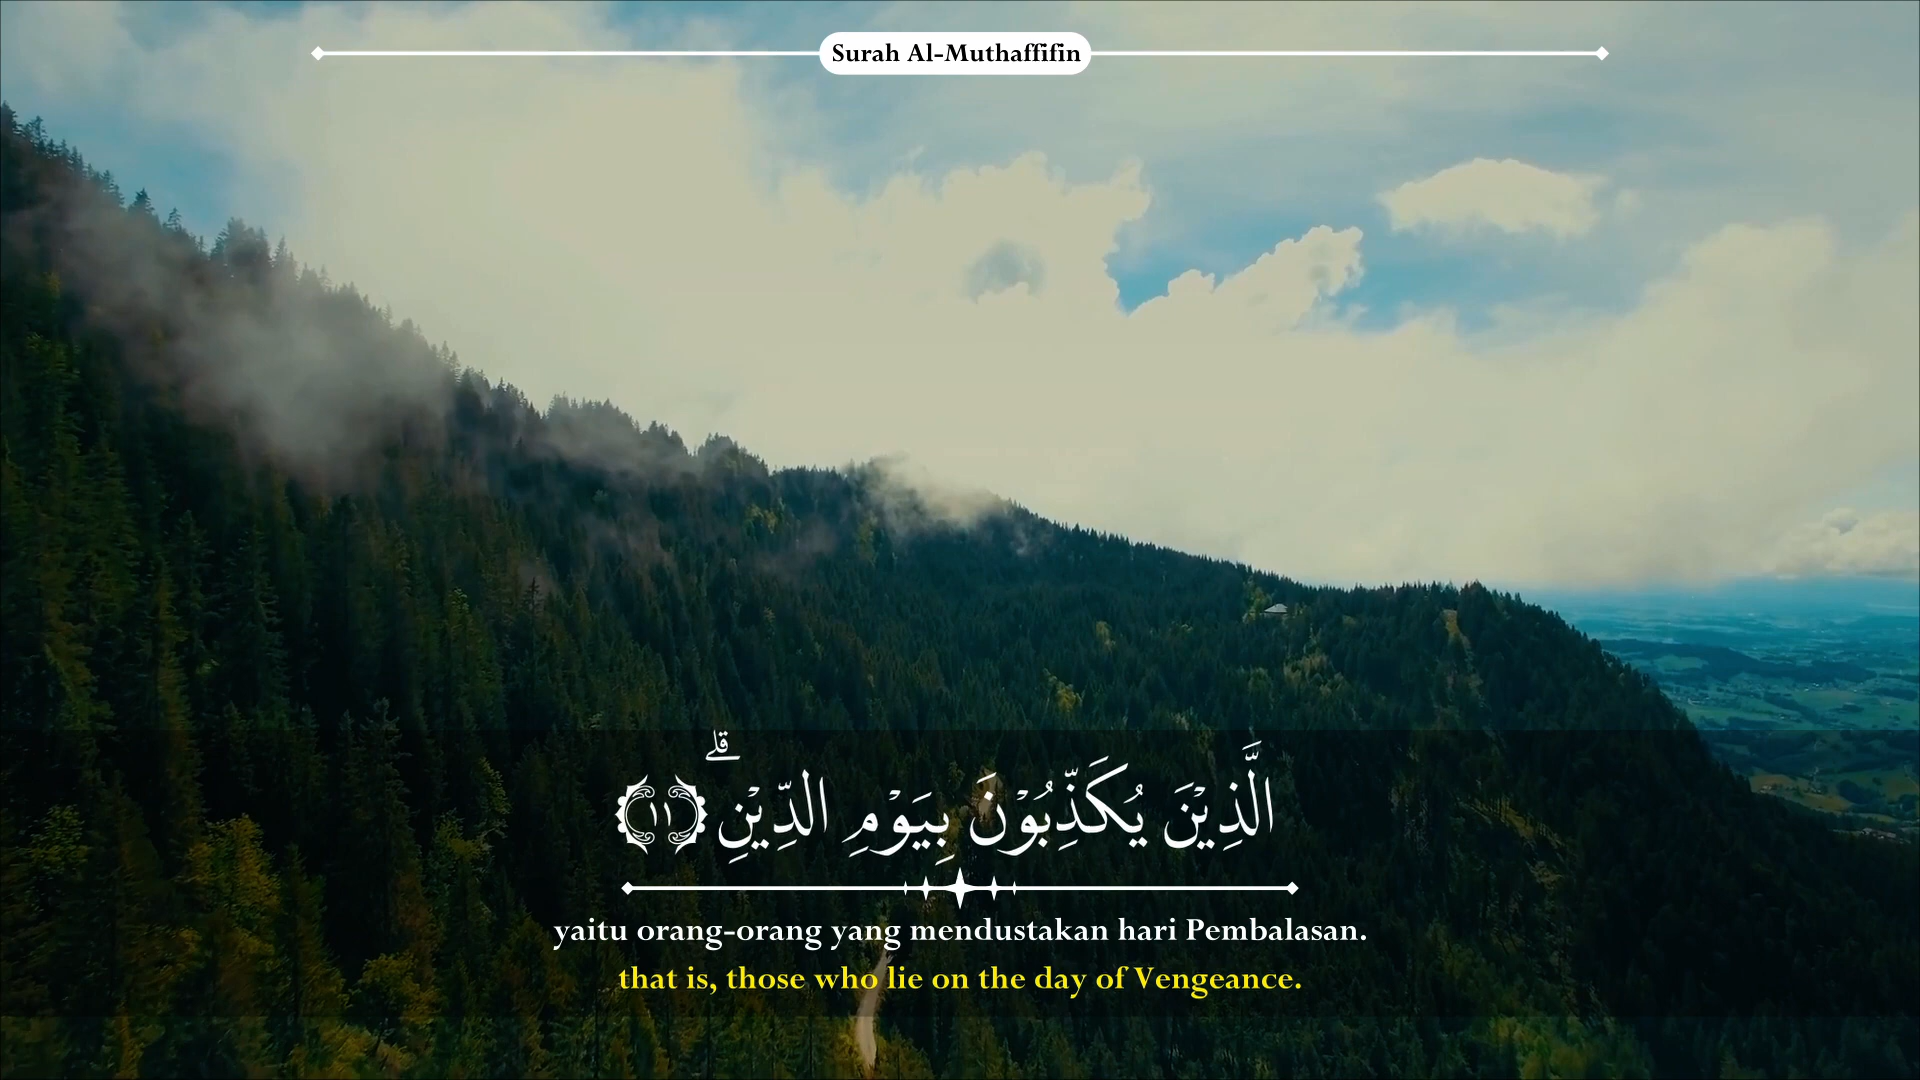 Surah Al-Muthaffifin
الَّذِيْنَ يُكَذِّبُوْنَ بِيَوْمِ الدِّيْنِۗ ١١
yaitu orang-orang yang mendustakan hari Pembalasan.
that is, those who lie on the day of Vengeance.